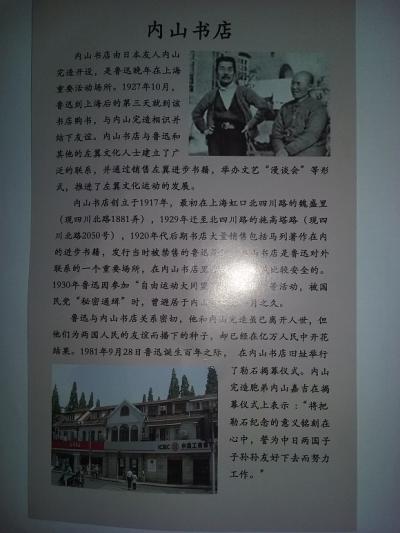 内山书店
内山书店由日本友人内山
完造开设，是鲁迅晚年在上海
重要活动场所。1927年10月，
鲁迅到上海后的第三天就到该
书店购书，与内山完造相识并
结下友谊。内山书店与鲁迅和
其他的左翼文化人士建立了广
泛的联系，并通过销售左翼进步书籍，举办文艺“漫谈会”等形
式，推进了左翼文化运动的发展。
内山书店创立于1917年，最初在上海虹口北四川路的魏盛里
（现四川北路1881弄），1929年迁至北四川路的施高塔路（现四
川北路2050号），1920年代后期书店大量销售包括马列著作在内
的进步书籍，发行当时被禁售的鲁迅
书店是鲁迅对外
联系的一个重要场所，在内山书店里
比较安全的。
1930年鲁迅因参加“自由运动大同盟
活动，被国
民党“秘密通缉”时，曾避居于内山
月之久。
鲁迅与内山书店关系密切，他和内山完造虽已离开人世，但
他们为两国人民的友谊而播下的种子，却已经在亿万人民中开花
结果。1981年9月28日鲁迅诞生百年之际，在内山书店旧址举行
了勒石揭幕仪式。内山
完造胞弟内山嘉吉在揭
幕仪式上表示：“将把
勒石纪念的意义铭刻在
心中，誓为中日两国子
子孙孙友好下去而努力
工作。”
ICBC 中国工商银行